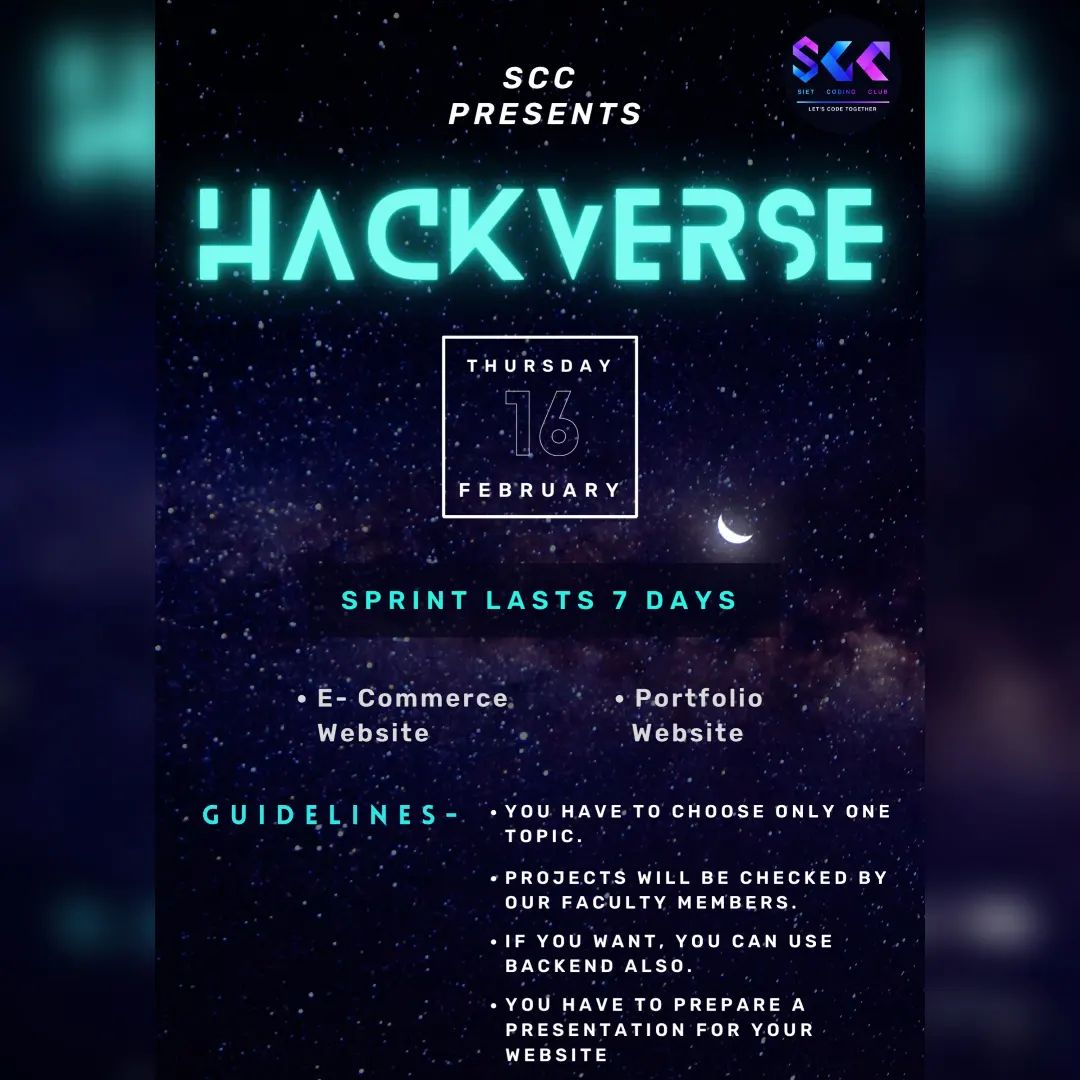 SCC
PRESENTS
SCC
SIET CODING CLUB
LET'S CODE TOGETHER
HACKVERSE
THURSDAY
16
FEBRUARY
SPRINT LASTS 7 DAYS
• E- Commerce
Website
• Portfolio
Website
GUIDELINES-
• YOU HAVE TO CHOOSE ONLY ONE
TOPIC.
• PROJECTS WILL BE CHECKED BY
OUR FACULTY MEMBERS.
• IF YOU WANT, YOU CAN USE
BACKEND ALSO.
• YOU HAVE TO PREPARE A
PRESENTATION FOR YOUR
WEBSITE